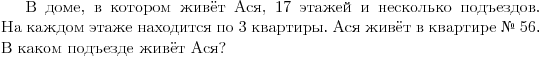 В доме, в котором живёт Ася, 17 этажей и несколько подъездов.
На каждом этаже находится по 3 квартиры. Ася живёт в квартире № 56.
В каком подъезде живёт Ася?